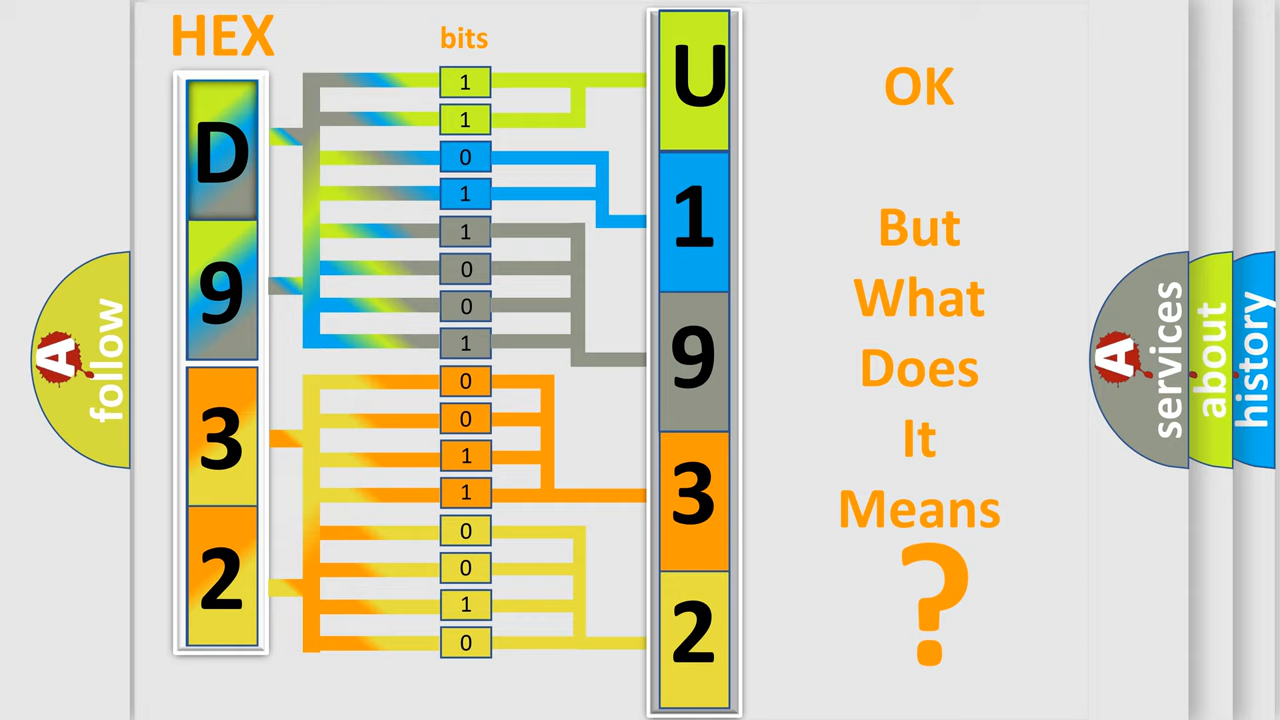 HEX
bits
D
9
3
2
1
1
0
1
1
0
0
1
0
0
1
1
0
0
1
0
U
1
9
3
2
OK
But
What
Does
It
Means
?
A
follow
A
services
about
history